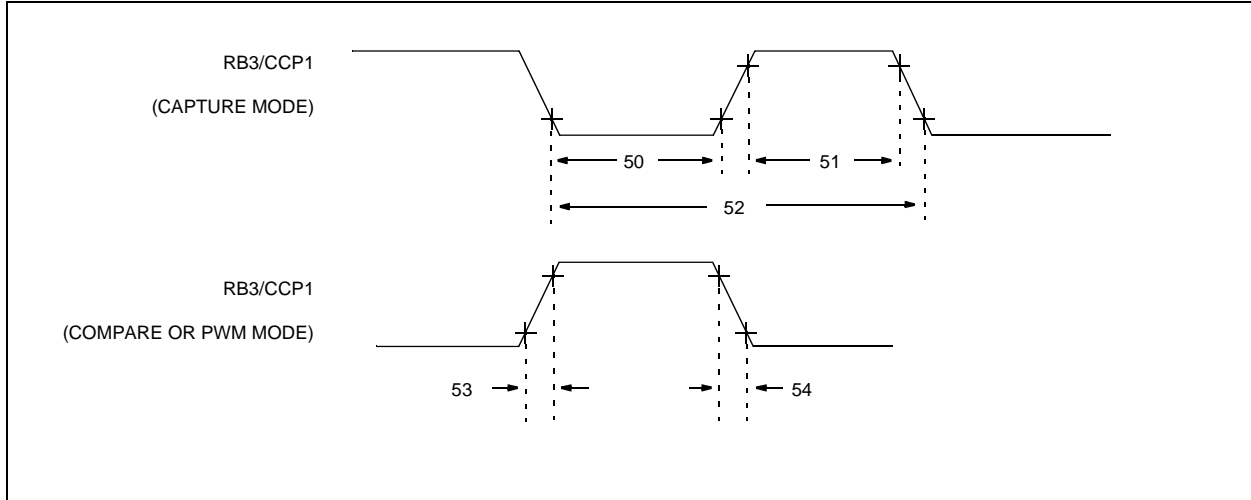 RB3/CCP1
(CAPTURE MODE)
50
51
52
RB3/CCP1
(COMPARE OR PWM MODE)
53
54